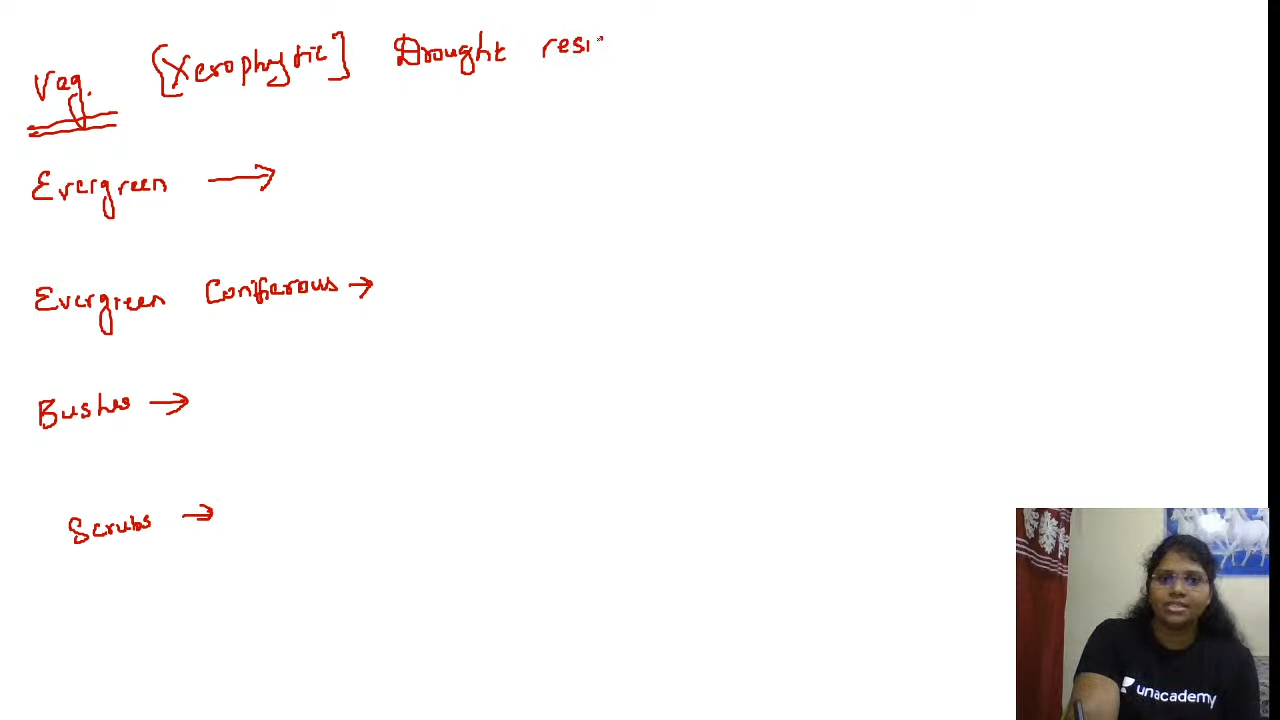 Veg. [Xerophytic] Drought resi
Evergreen →
Evergreen Coniferous →
Bushes →
Scrubs →
unacademy